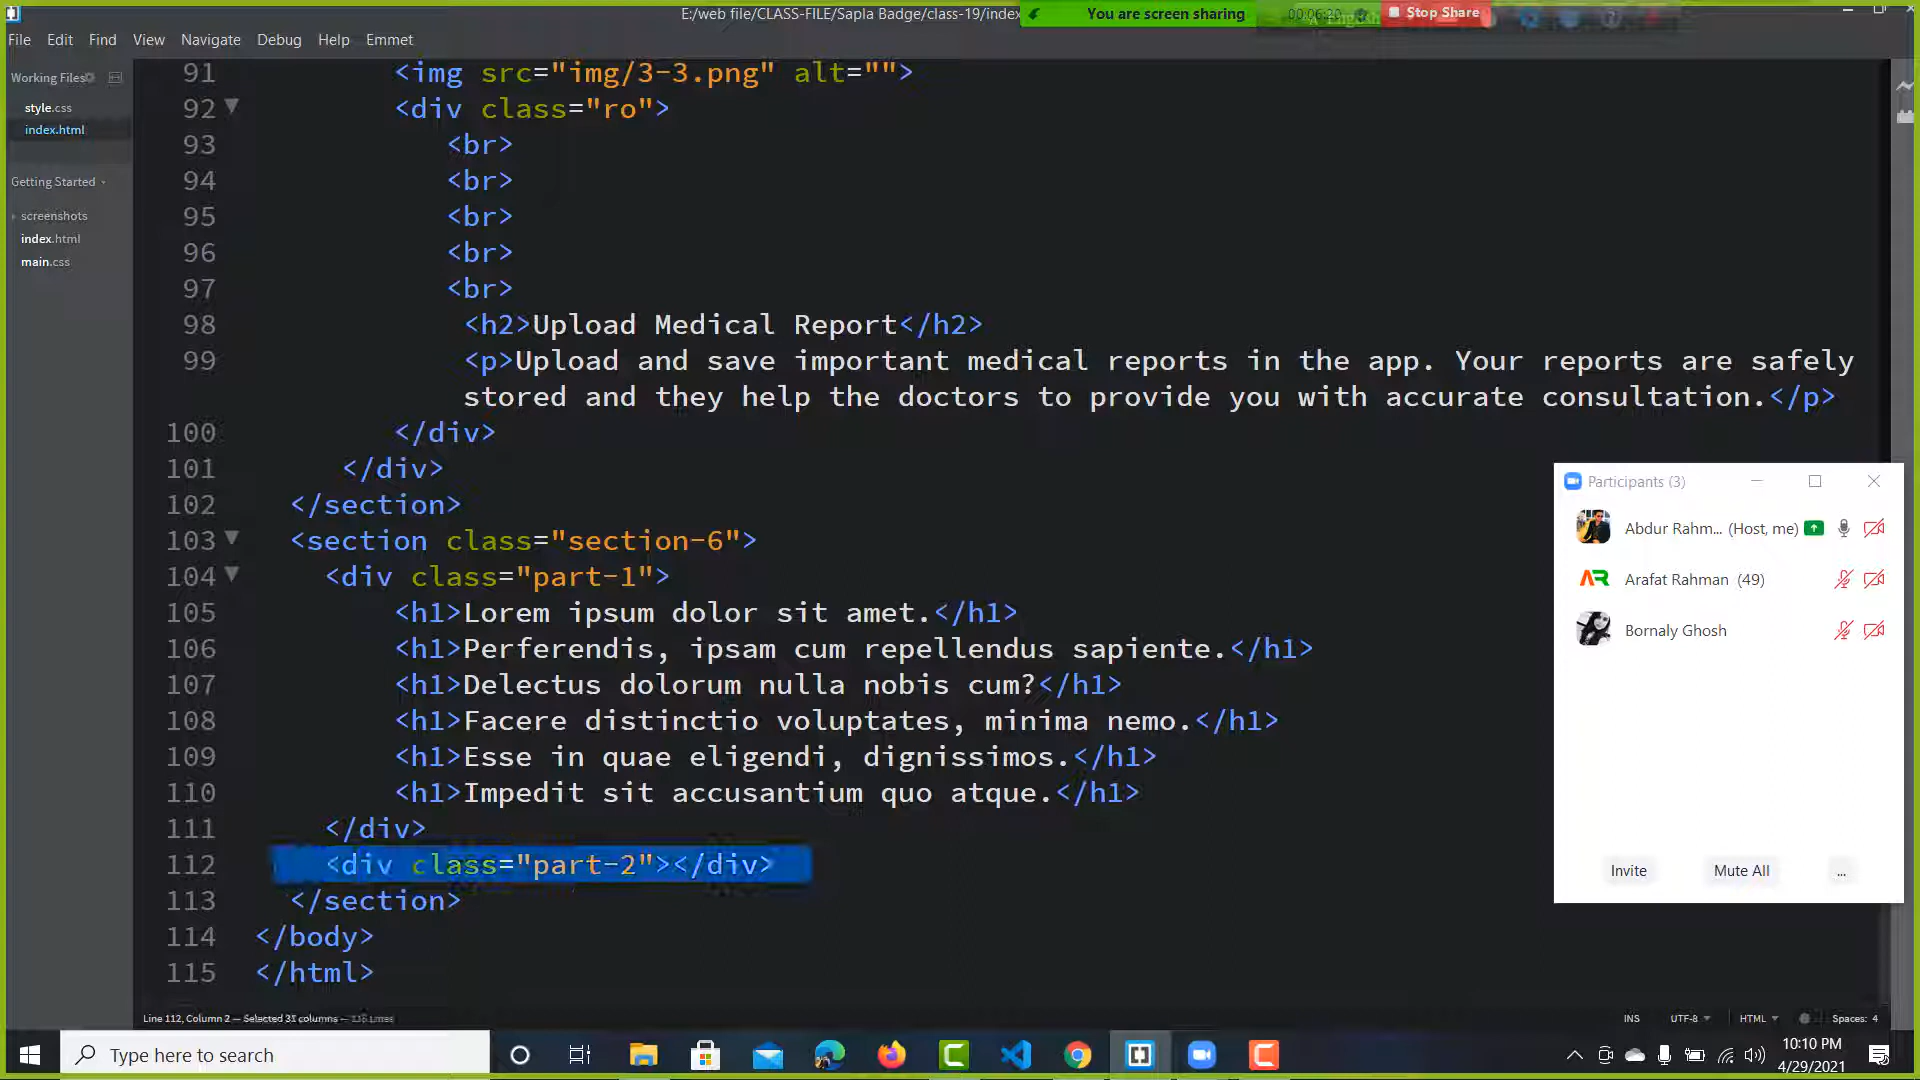 E:/web file/CLASS-FILE/Sapla Badge/class-19/index
You are screen sharing
Stop Share
File Edit Find View Navigate Debug Help Emmet
Working Files
style.css
index.html
Getting Started
screenshots
index.html
main.css
91 <img src="img/3-3.png" alt="">
92 <div class="ro">
93 <br>
94 <br>
95 <br>
96 <br>
97 <br>
98 <h2>Upload Medical Report</h2>
99 <p>Upload and save important medical reports in the app. Your reports are safely
stored and they help the doctors to provide you with accurate consultation.</p>
100 </div>
101 </div>
102 </section>
103 <section class="section-6">
104 <div class="part-1">
105 <h1>Lorem ipsum dolor sit amet.</h1>
106 <h1>Perferendis, ipsam cum repellendus sapiente.</h1>
107 <h1>Delectus dolorum nulla nobis cum?</h1>
108 <h1>Facere distinctio voluptates, minima nemo.</h1>
109 <h1>Esse in quae eligendi, dignissimos.</h1>
110 <h1>Impedit sit accusantium quo atque.</h1>
111 </div>
112 <div class="part-2"></div>
113 </section>
114 </body>
115 </html>
Participants (3)
Abdur Rahm... (Host, me)
AR Arafat Rahman (49)
Bornaly Ghosh
Invite Mute All ...
Line 112, Column 2 — Selected 31 columns —
INS UTF-8 HTML Spaces: 4
Type here to search
10:10 PM
4/29/2021